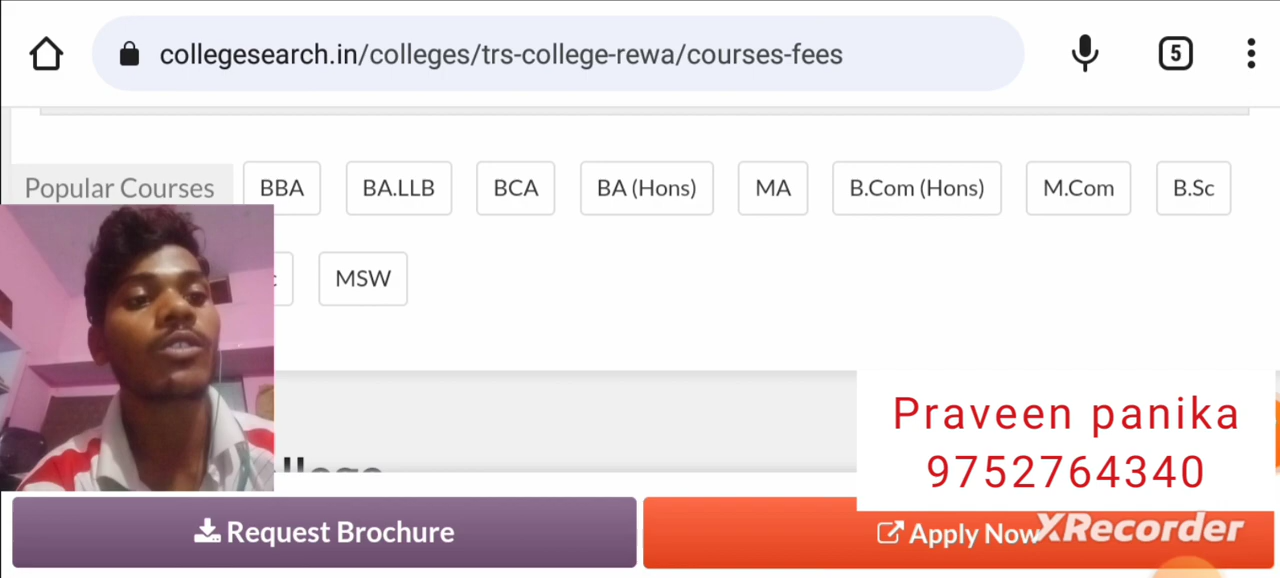 collegesearch.in/colleges/trs-college-rewa/courses-fees
5
Popular Courses BBA BA.LLB BCA BA (Hons) MA B.Com (Hons) M.Com B.Sc
MSW
Praveen panika
9752764340
Request Brochure
Apply Now
XRecorder